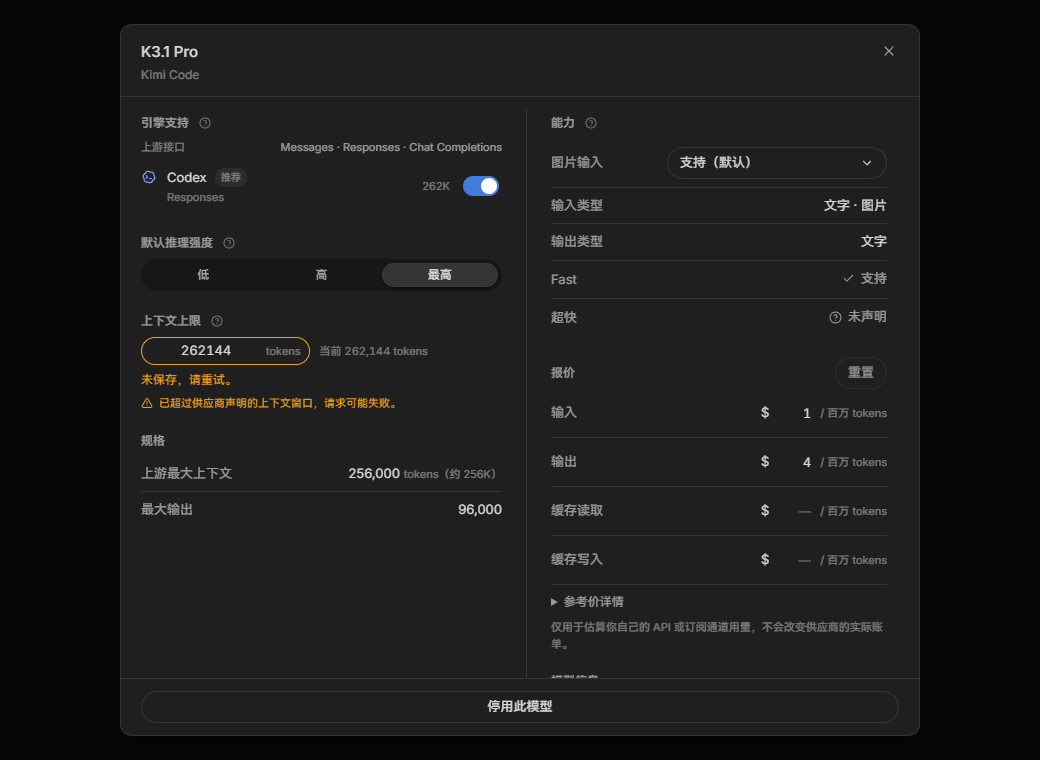 K3.1 Pro
Kimi Code
引擎支持
上游接口 Messages · Responses · Chat Completions
Codex 推荐 262K
Responses
默认推理强度
低 高 最高
上下文上限
262144 tokens 当前 262,144 tokens
未保存，请重试。
已超过供应商声明的上下文窗口，请求可能失败。
规格
上游最大上下文 256,000 tokens（约 256K）
最大输出 96,000
能力
图片输入 支持（默认）
输入类型 文字 · 图片
输出类型 文字
Fast 支持
超快 未声明
报价 重置
输入 $ 1 / 百万 tokens
输出 $ 4 / 百万 tokens
缓存读取 $ — / 百万 tokens
缓存写入 $ — / 百万 tokens
参考价详情
仅用于估算你自己的 API 或订阅通道用量，不会改变供应商的实际账
单。
模型信息
停用此模型